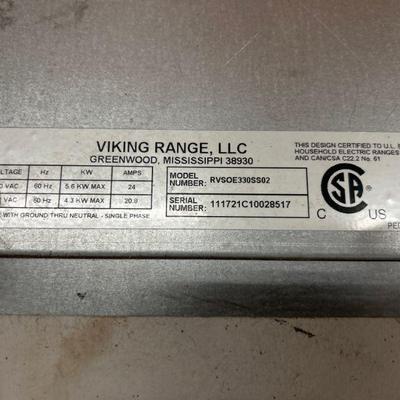 VIKING RANGE, LLC
GREENWOOD, MISSISSIPPI 38930
Hz KW AMPS
VAC 60 Hz 5.6 KW MAX 24
VAC 60 Hz 4.3 KW MAX 20.8
WITH GROUND THRU NEUTRAL - SINGLE PHASE
MODEL NUMBER: RVSOE330SS02
SERIAL NUMBER: 111721C10028517
THIS DESIGN CERTIFIED TO U.L.
HOUSEHOLD ELECTRIC RANGES
AND CAN/CSA C22.2 No. 61
C US